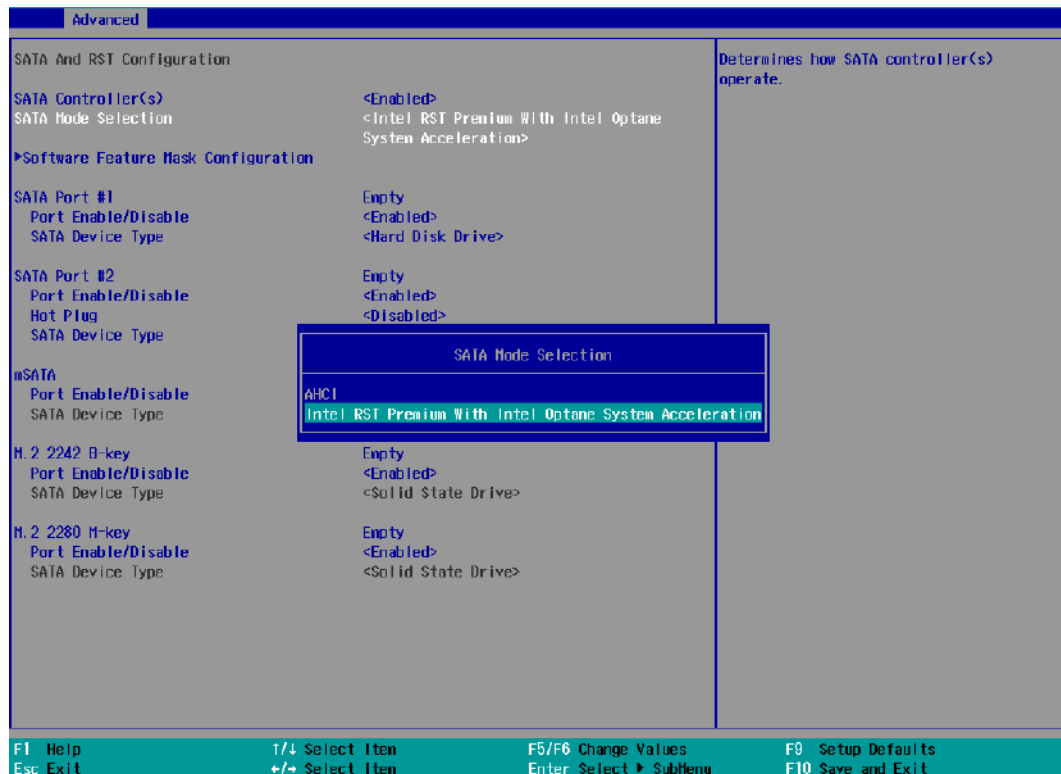 Advanced
SATA And RST Configuration
Determines how SATA controller(s)
operate.
SATA Controller(s) <Enabled>
SATA Mode Selection <Intel RST Premium With Intel Optane
System Acceleration>
▶Software Feature Mask Configuration
SATA Port #1 Empty
Port Enable/Disable <Enabled>
SATA Device Type <Hard Disk Drive>
SATA Port #2 Empty
Port Enable/Disable <Enabled>
Hot Plug <Disabled>
SATA Device Type
mSATA
Port Enable/Disable
SATA Device Type
SATA Mode Selection
AHCI
Intel RST Premium With Intel Optane System Acceleration
M.2 2242 B-key Empty
Port Enable/Disable <Enabled>
SATA Device Type <Solid State Drive>
M.2 2280 M-key Empty
Port Enable/Disable <Enabled>
SATA Device Type <Solid State Drive>
F1 Help ↑/↓ Select Item F5/F6 Change Values F9 Setup Defaults
Esc Exit ←/→ Select Item Enter Select ▶ SubMenu F10 Save and Exit